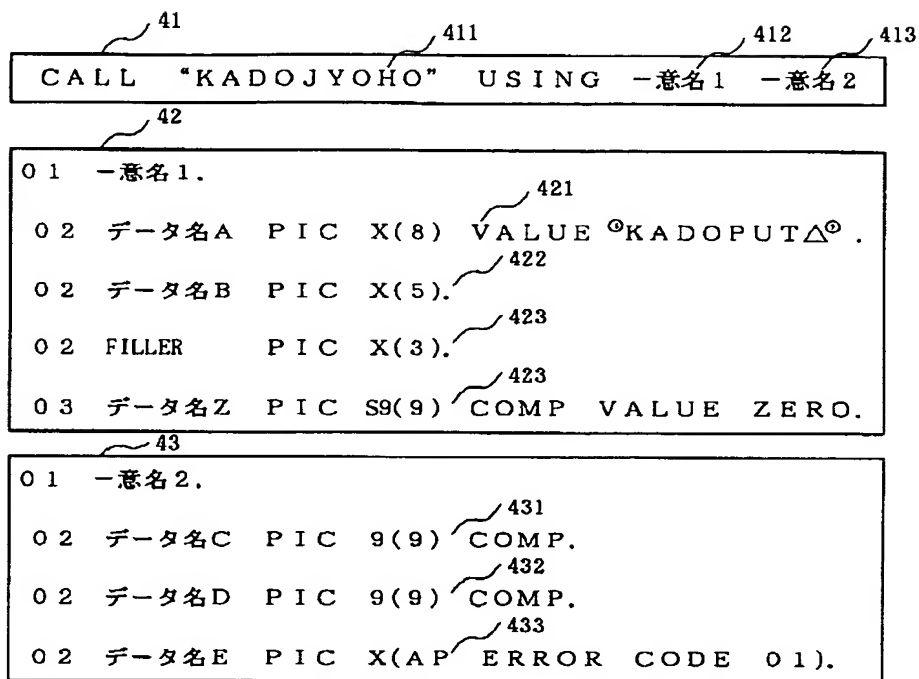 41 411 412 413
CALL “KADOJYOHO” USING 一意名1 一意名2
42
01 一意名1.
421
02 データ名A PIC X(8) VALUE ’KADOPUT△’.
422
02 データ名B PIC X(5).
423
02 FILLER PIC X(3).
423
03 データ名Z PIC S9(9) COMP VALUE ZERO.
43
01 一意名2.
431
02 データ名C PIC 9(9) COMP.
432
02 データ名D PIC 9(9) COMP.
433
02 データ名E PIC X(AP ERROR CODE 01).